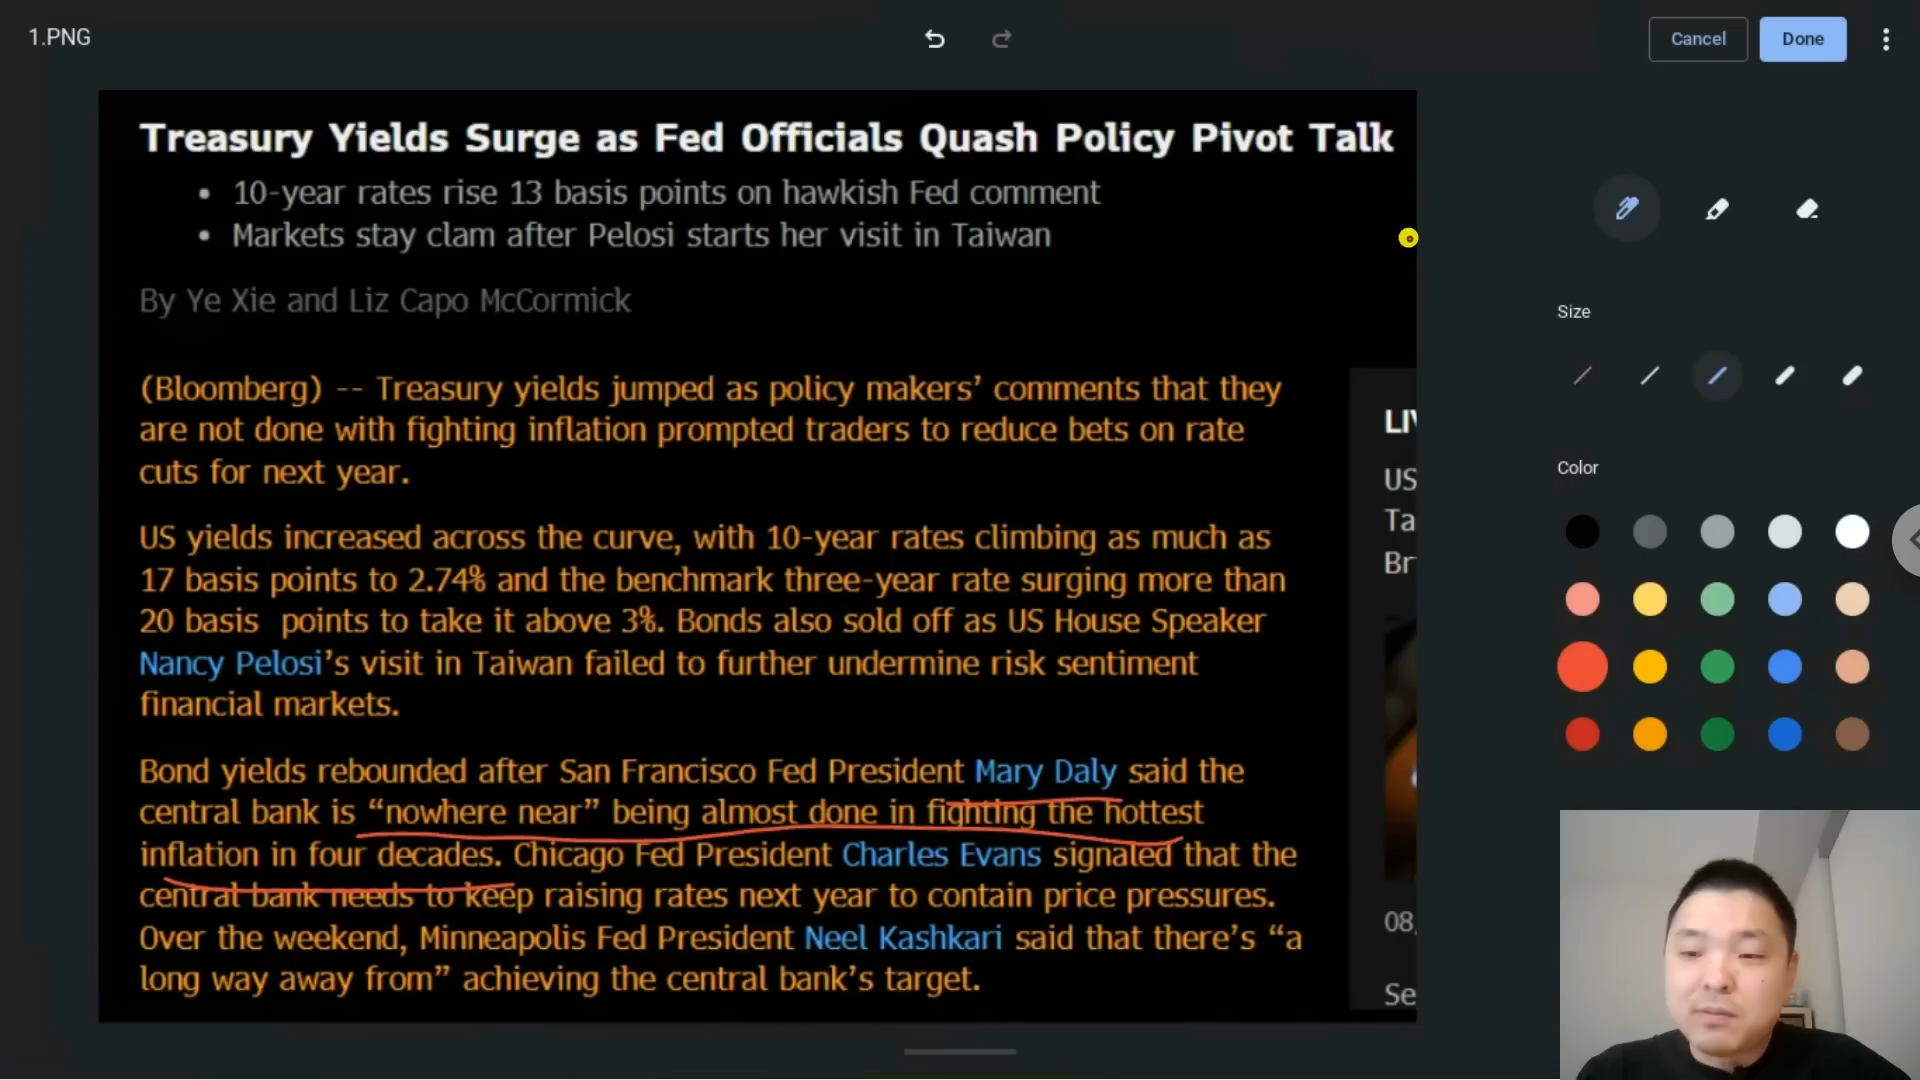 1.PNG
Cancel
Done
Treasury Yields Surge as Fed Officials Quash Policy Pivot Talk
• 10-year rates rise 13 basis points on hawkish Fed comment
• Markets stay clam after Pelosi starts her visit in Taiwan
By Ye Xie and Liz Capo McCormick
(Bloomberg) -- Treasury yields jumped as policy makers’ comments that they
are not done with fighting inflation prompted traders to reduce bets on rate
cuts for next year.
US yields increased across the curve, with 10-year rates climbing as much as
17 basis points to 2.74% and the benchmark three-year rate surging more than
20 basis points to take it above 3%. Bonds also sold off as US House Speaker
Nancy Pelosi’s visit in Taiwan failed to further undermine risk sentiment
financial markets.
Bond yields rebounded after San Francisco Fed President Mary Daly said the
central bank is “nowhere near” being almost done in fighting the hottest
inflation in four decades. Chicago Fed President Charles Evans signaled that the
central bank needs to keep raising rates next year to contain price pressures.
Over the weekend, Minneapolis Fed President Neel Kashkari said that there’s “a
long way away from” achieving the central bank’s target.
US
Ta
Br
08,
Se
Size
Color